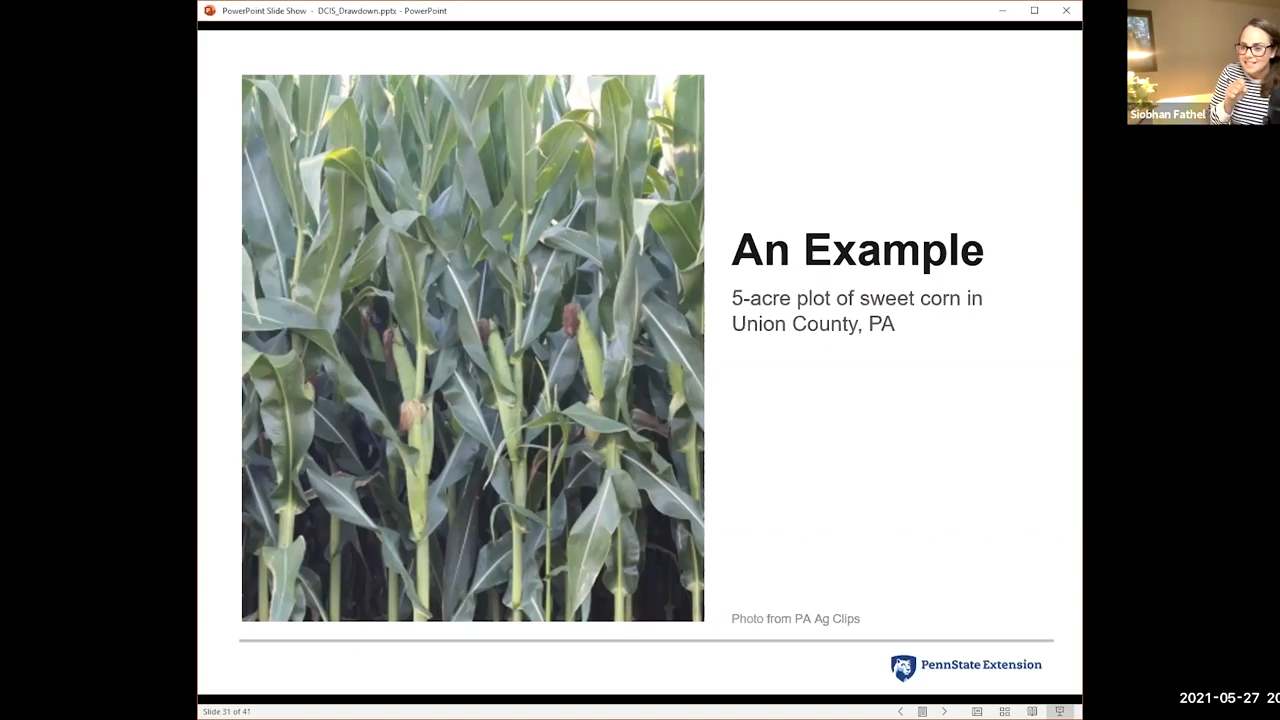 PowerPoint Slide Show - DCIS_Drawdown.pptx - PowerPoint
Siobhan Fathel
An Example
5-acre plot of sweet corn in
Union County, PA
Photo from PA Ag Clips
PennState Extension
2021-05-27 20
Slide 31 of 41